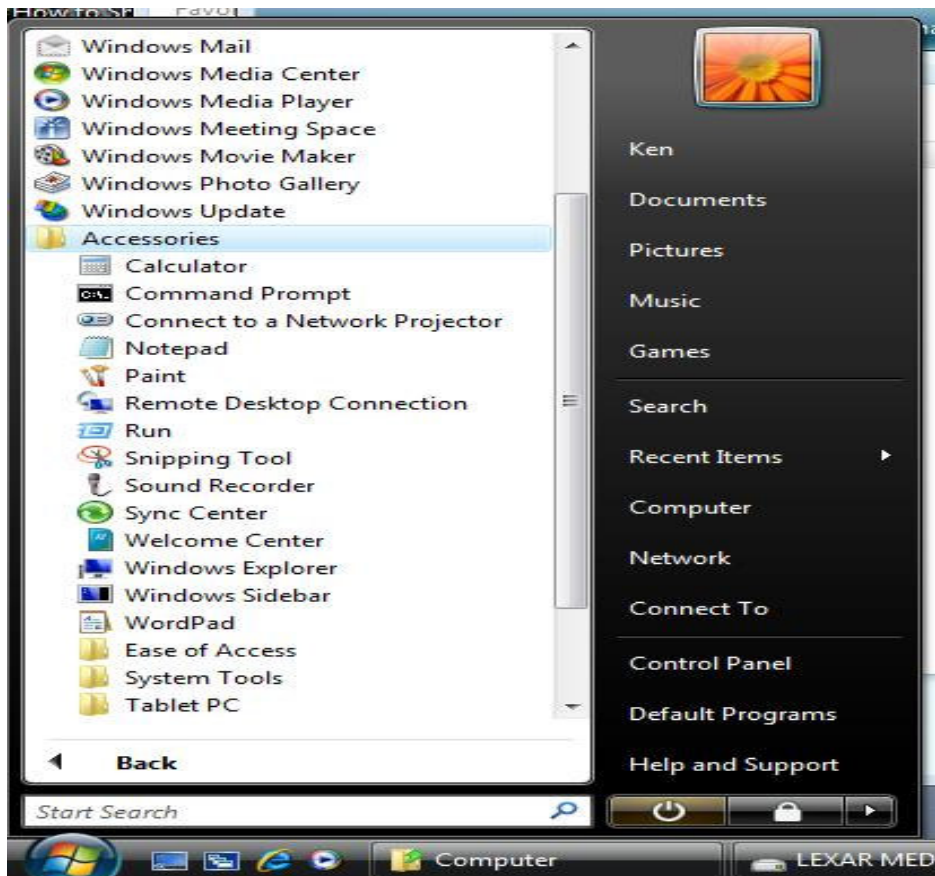 How to Sh
Favor
Windows Mail
Windows Media Center
Windows Media Player
Windows Meeting Space
Windows Movie Maker
Windows Photo Gallery
Windows Update
Accessories
Calculator
C:\.
Command Prompt
Connect to a Network Projector
Notepad
Paint
Remote Desktop Connection
Run
Snipping Tool
Sound Recorder
Sync Center
Welcome Center
Windows Explorer
Windows Sidebar
WordPad
Ease of Access
System Tools
Tablet PC
Back
Start Search
Ken
Documents
Pictures
Music
Games
Search
Recent Items
Computer
Network
Connect To
Control Panel
Default Programs
Help and Support
Computer
LEXAR MED